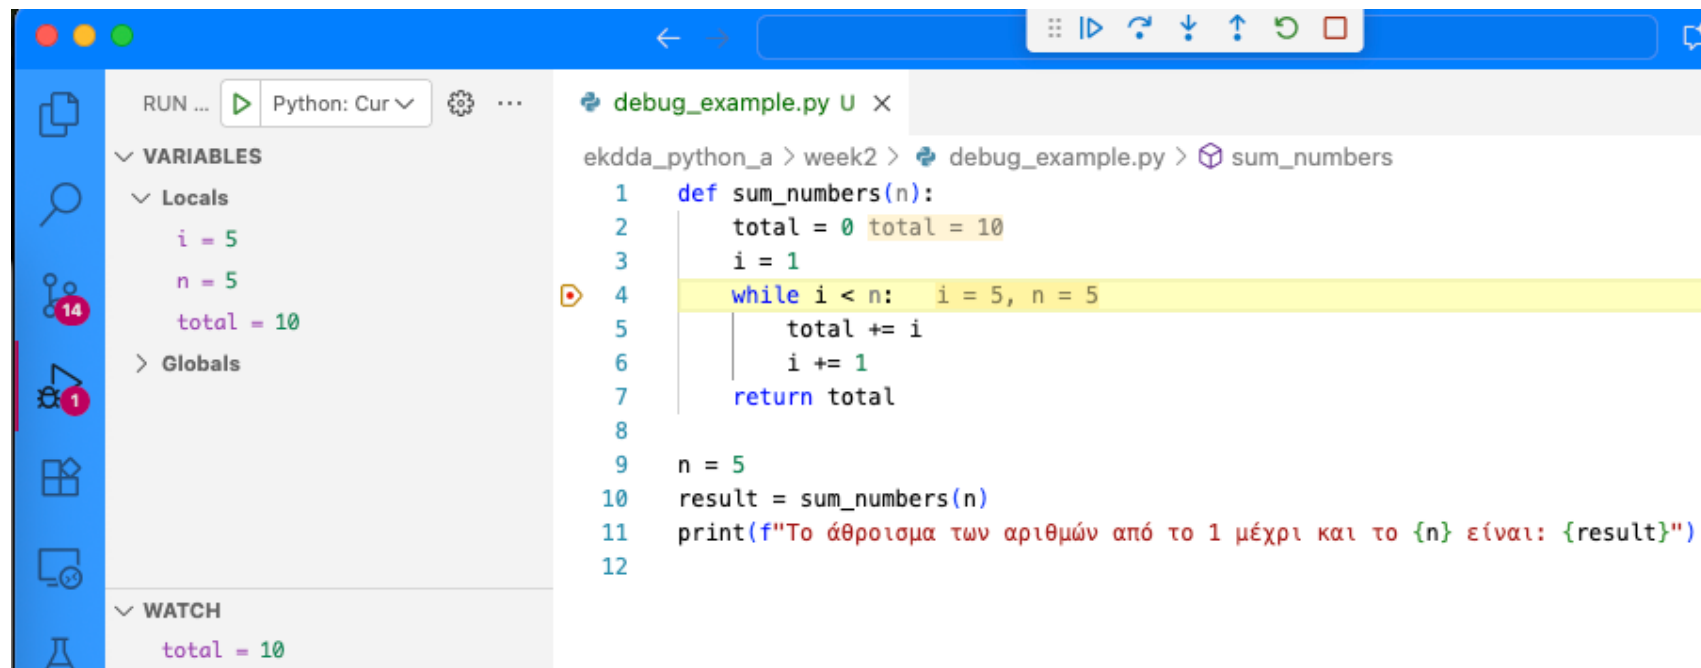 RUN ... Python: Cur
debug_example.py U
VARIABLES
Locals
i = 5
n = 5
total = 10
Globals
14
1
WATCH
total = 10
ekdda_python_a > week2 > debug_example.py > sum_numbers
1 def sum_numbers(n):
2 total = 0 total = 10
3 i = 1
4 while i < n: i = 5, n = 5
5 total += i
6 i += 1
7 return total
8
9 n = 5
10 result = sum_numbers(n)
11 print(f"Το άθροισμα των αριθμών από το 1 μέχρι και το {n} είναι: {result}")
12